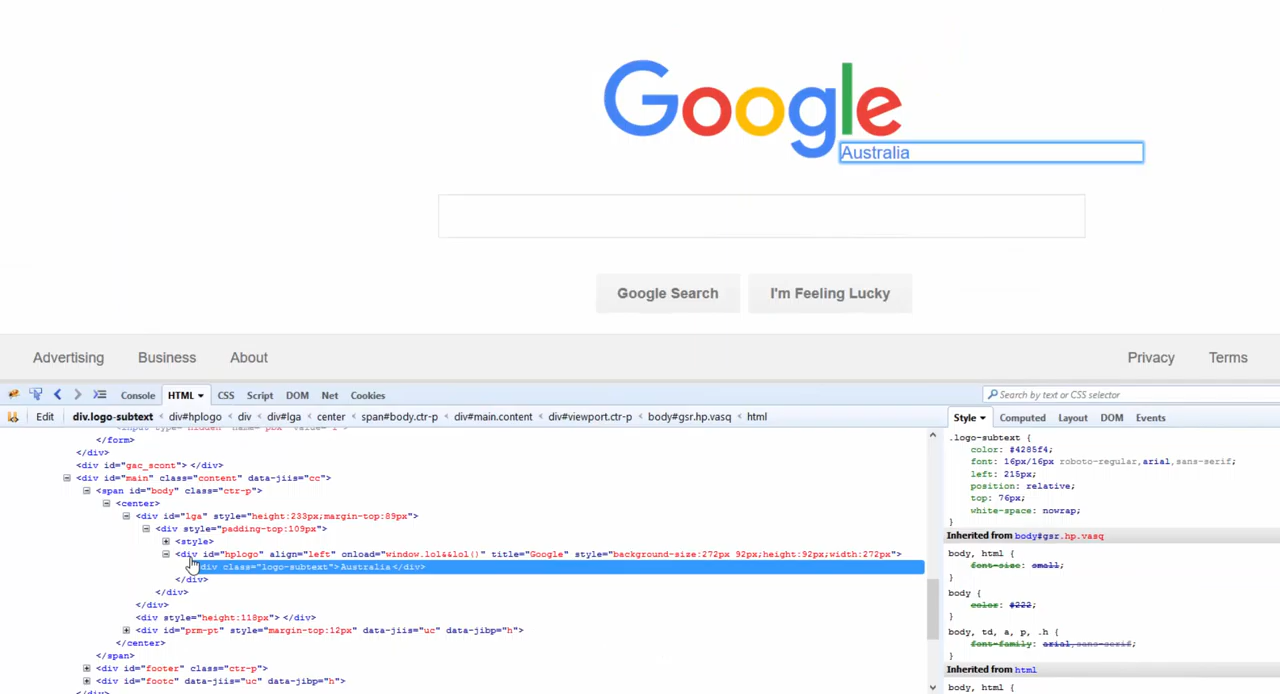 Google
Australia
Google Search I'm Feeling Lucky
Advertising Business About Privacy Terms
Console HTML CSS Script DOM Net Cookies Search by text or CSS selector
Edit div.logo-subtext < div#hplogo < div < div#lga < center < span#body.ctr-p < div#main.content < div#viewport.ctr-p < body#gsr.hp.vasq < html Style Computed Layout DOM Events
</form>
</div>
<div id="gac_scont"> </div>
<div id="main" class="content" data-jiis="cc">
<span id="body" class="ctr-p">
<center>
<div id="lga" style="height:233px;margin-top:89px">
<div style="padding-top:109px">
<style>
<div id="hplogo" align="left" onload="window.lol&&lol()" title="Google" style="background-size:272px 92px;height:92px;width:272px">
div class="logo-subtext">Australia</div>
</div>
</div>
</div>
<div style="height:118px"> </div>
<div id="prm-pt" style="margin-top:12px" data-jiis="uc" data-jibp="h">
</center>
</span>
<div id="footer" class="ctr-p">
<div id="footc" data-jiis="uc" data-jibp="h">
</div>
.logo-subtext {
color: #4285f4;
font: 16px/16px roboto-regular,arial,sans-serif;
left: 215px;
position: relative;
top: 76px;
white-space: nowrap;
}
Inherited from body#gsr.hp.vasq
body, html {
font-size: small;
}
body {
color: #222;
}
body, td, a, p, .h {
font-family: arial,sans-serif;
}
Inherited from html
body, html {